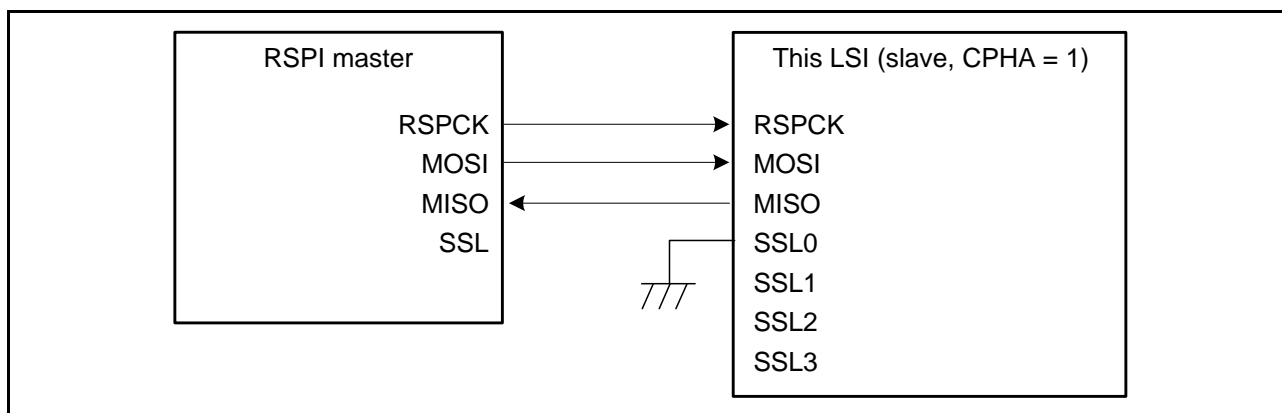 RSPI master
RSPCK
MOSI
MISO
SSL
This LSI (slave, CPHA = 1)
RSPCK
MOSI
MISO
SSL0
SSL1
SSL2
SSL3